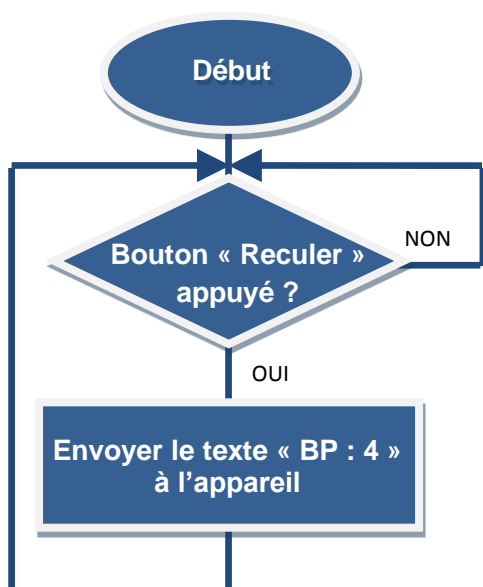 Début
Bouton « Reculer »
appuyé ?
NON
OUI
Envoyer le texte « BP : 4 »
à l’appareil